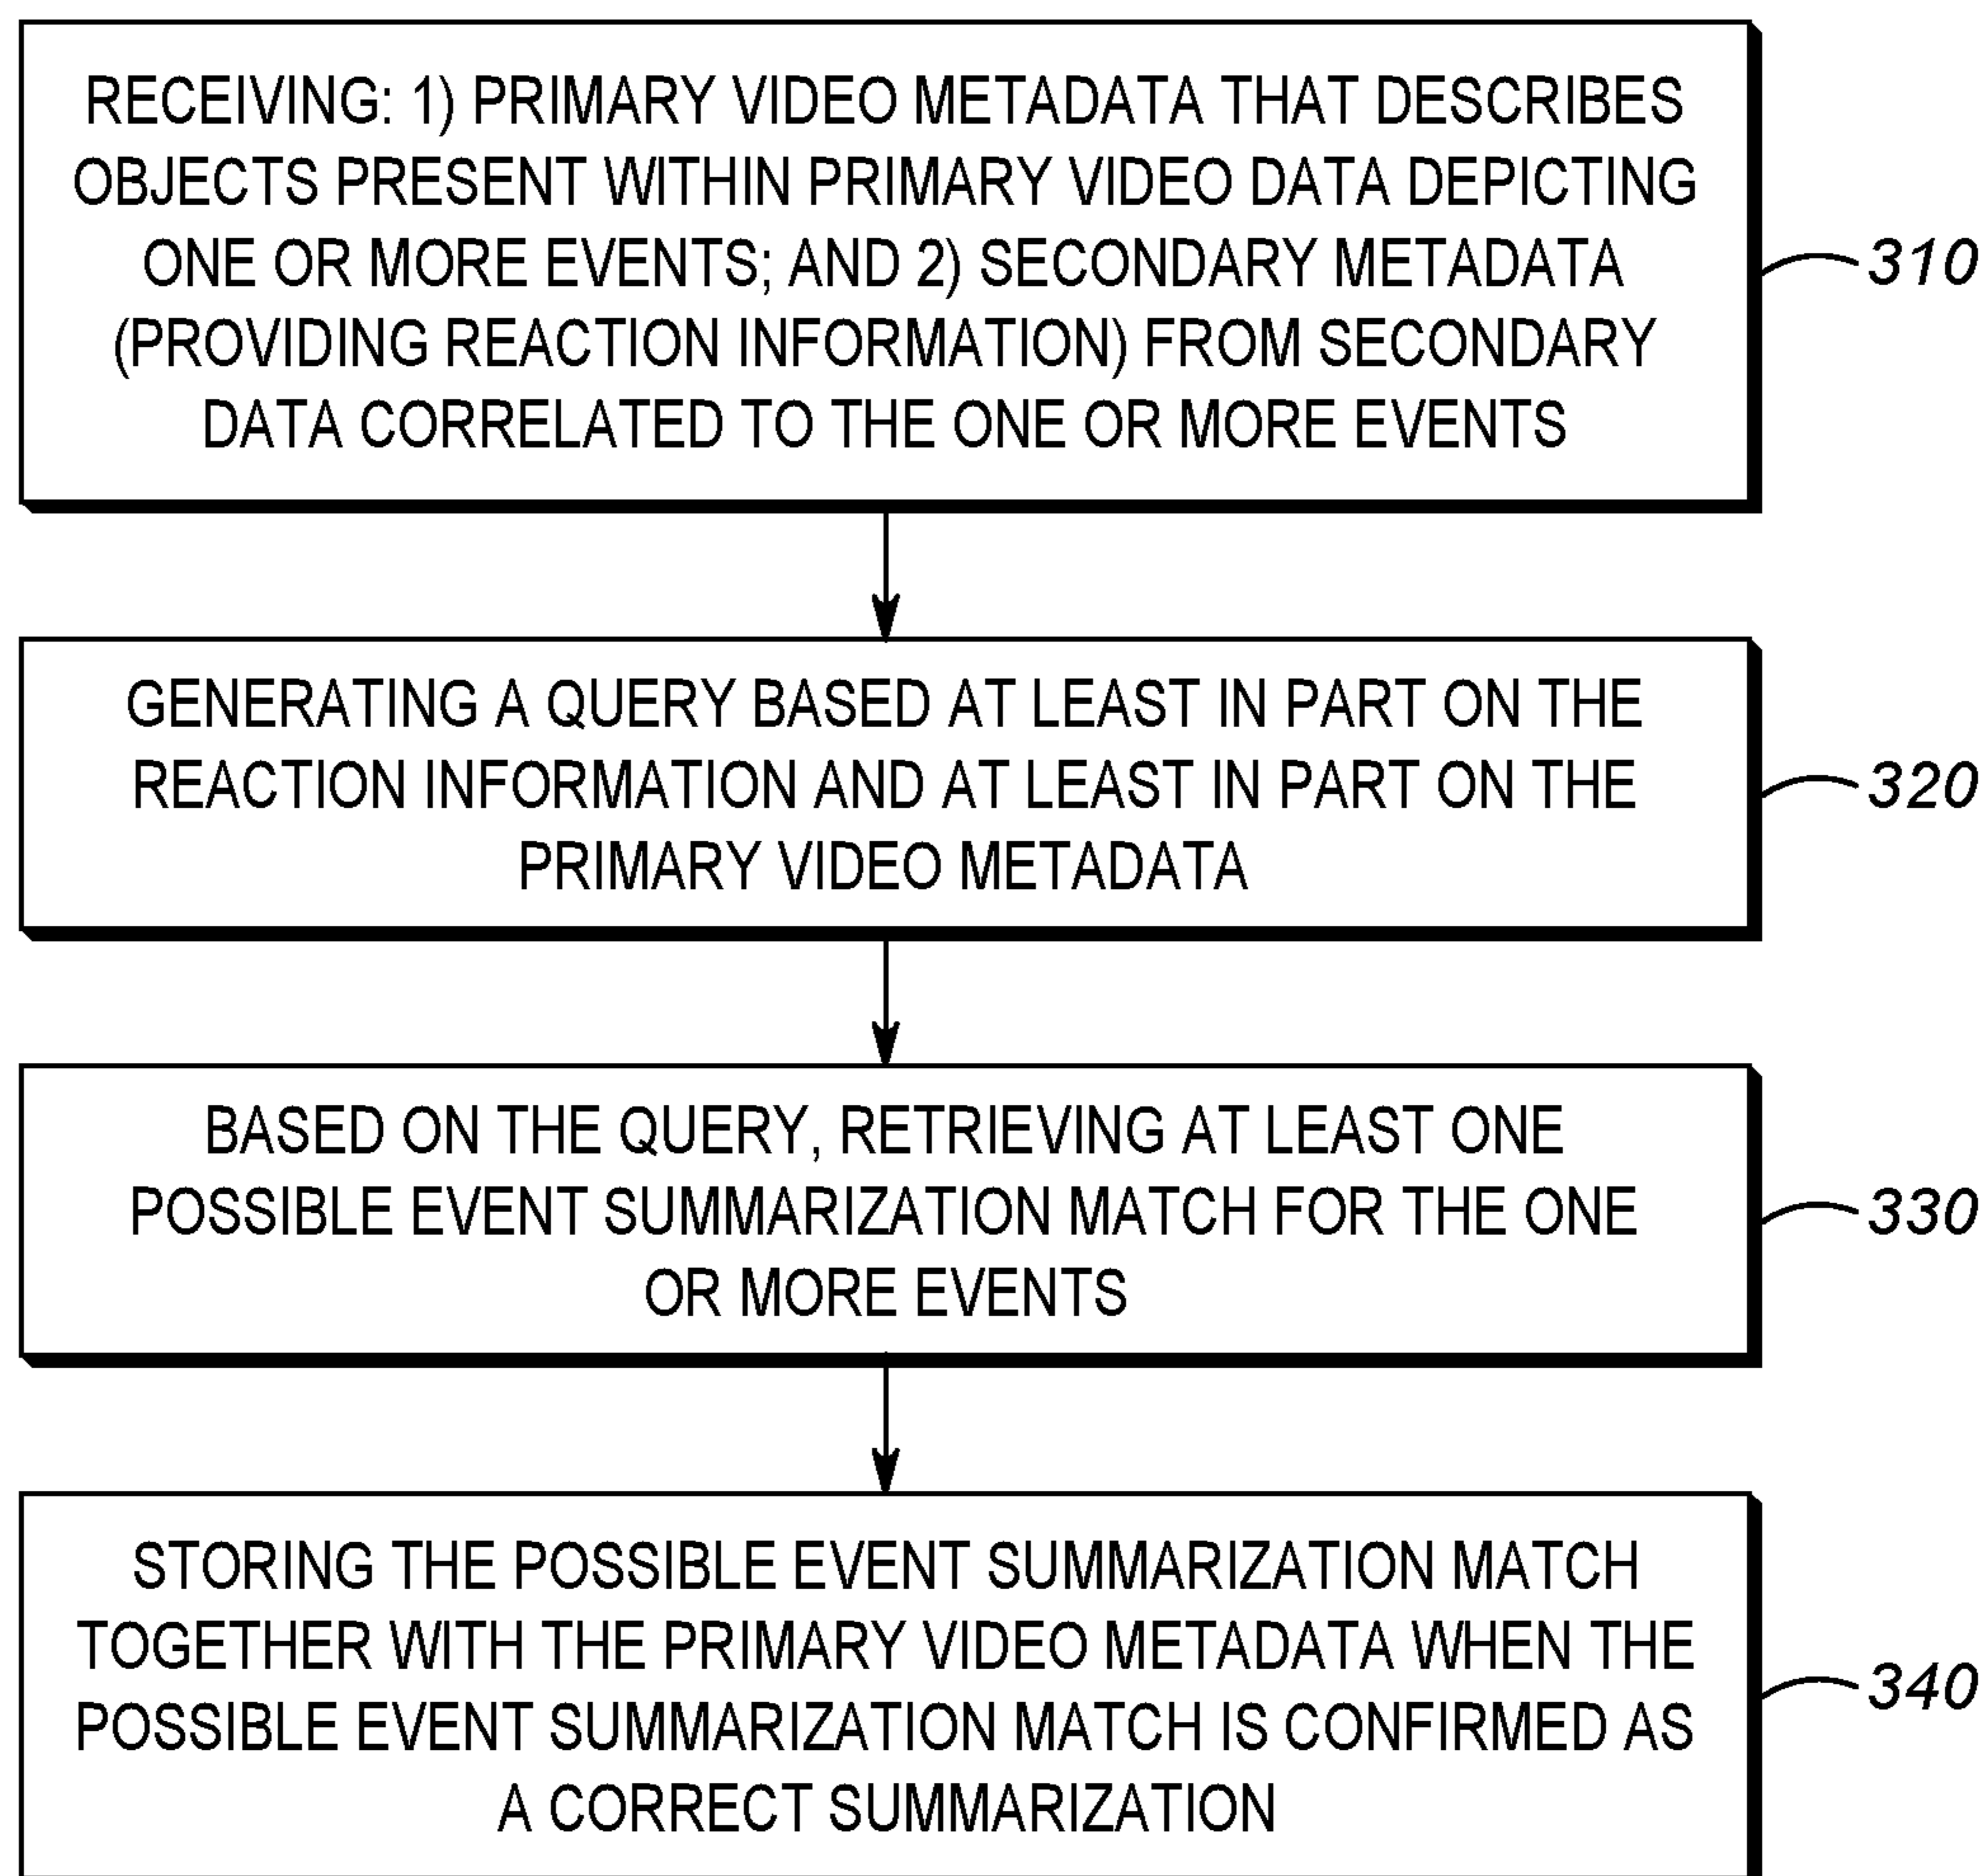 RECEIVING: 1) PRIMARY VIDEO METADATA THAT DESCRIBES
OBJECTS PRESENT WITHIN PRIMARY VIDEO DATA DEPICTING
ONE OR MORE EVENTS; AND 2) SECONDARY METADATA
(PROVIDING REACTION INFORMATION) FROM SECONDARY
DATA CORRELATED TO THE ONE OR MORE EVENTS
310
GENERATING A QUERY BASED AT LEAST IN PART ON THE
REACTION INFORMATION AND AT LEAST IN PART ON THE
PRIMARY VIDEO METADATA
320
BASED ON THE QUERY, RETRIEVING AT LEAST ONE
POSSIBLE EVENT SUMMARIZATION MATCH FOR THE ONE
OR MORE EVENTS
330
STORING THE POSSIBLE EVENT SUMMARIZATION MATCH
TOGETHER WITH THE PRIMARY VIDEO METADATA WHEN THE
POSSIBLE EVENT SUMMARIZATION MATCH IS CONFIRMED AS
A CORRECT SUMMARIZATION
340